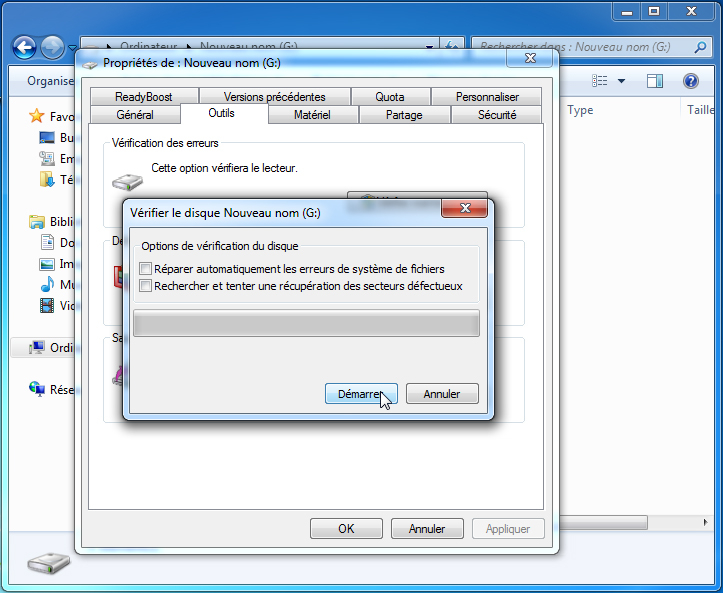 Ordinateur
Nouveau nom (G:)
Rechercher dans : Nouveau nom (G:)
Propriétés de : Nouveau nom (G:)
Organise
Type
Taille
ReadyBoost
Versions précédentes
Quota
Personnaliser
Général
Outils
Matériel
Partage
Sécurité
Favo
Bu
Em
Té
Bibli
Do
Im
Mu
Vid
Ordi
Rése
Vérification des erreurs
Cette option vérifiera le lecteur.
Vérifier le disque Nouveau nom (G:)
Options de vérification du disque
Réparer automatiquement les erreurs de système de fichiers
Rechercher et tenter une récupération des secteurs défectueux
Démarre
Annuler
OK
Annuler
Appliquer